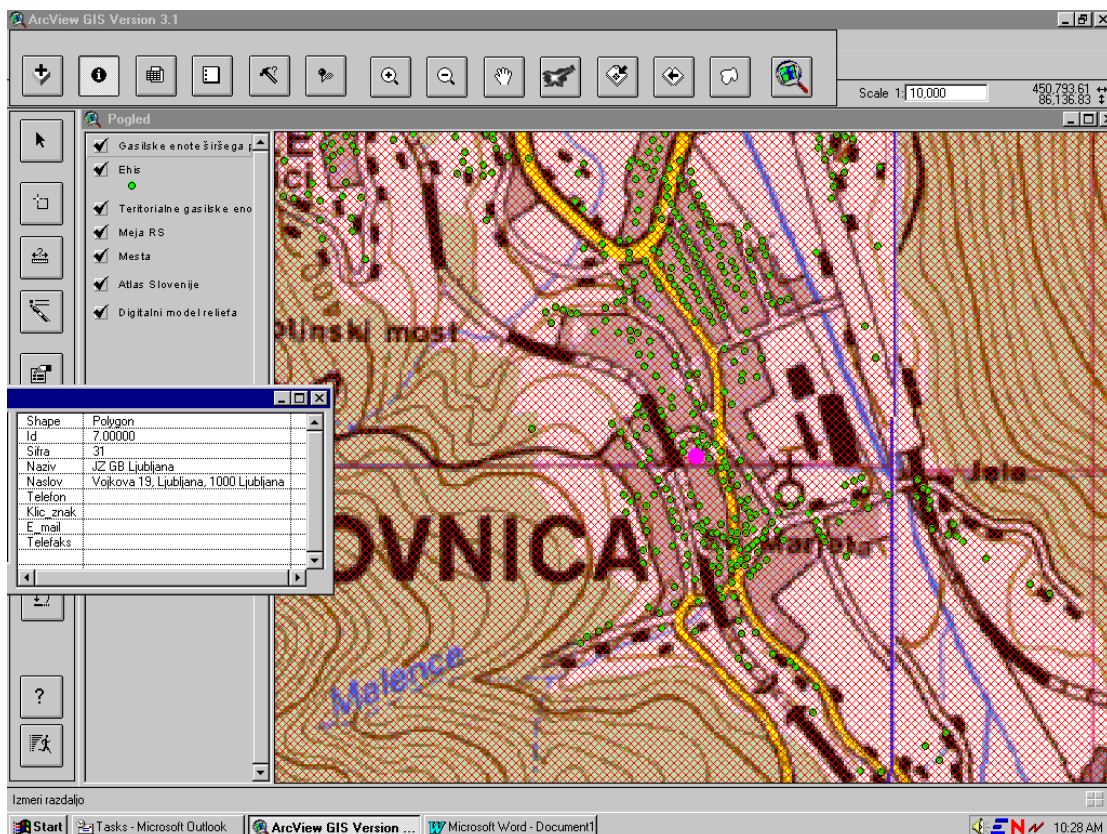 ArcView GIS Version 3.1
Scale 1: 10,000
450,793.61
86,136.83
Pogled
Gasilske enote širšega
Ehis
Teritorialne gasilske eno
Meja RS
Mesta
Atlas Slovenije
Digitalni model reliefa
Shape Polygon
Id 7.00000
Sifra 31
Naziv JZ GB Ljubljana
Naslov Vojkova 19, Ljubljana, 1000 Ljubljana
Telefon
Klic_znak
E_mail
Telefaks
inski most
Jela
OVNICA
Marjeta
Malence
?
Izmeri razdaljo
Start
Tasks - Microsoft Outlook
ArcView GIS Version ...
Microsoft Word - Document1
10:28 AM